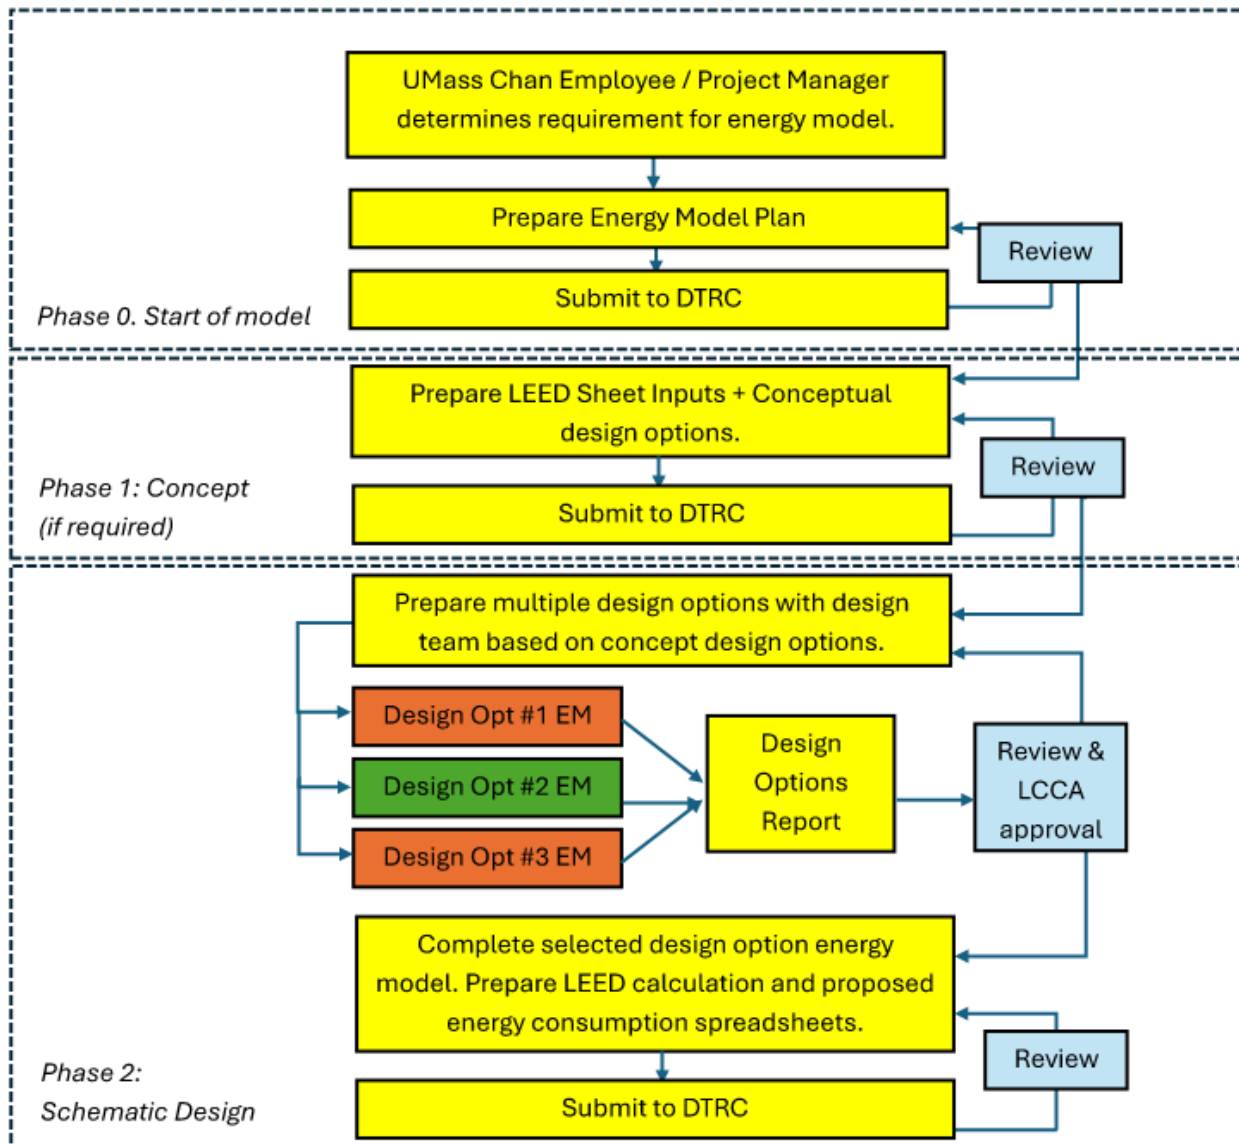 UMass Chan Employee / Project Manager
determines requirement for energy model.
Prepare Energy Model Plan
Review
Submit to DTRC
Phase 0. Start of model
Prepare LEED Sheet Inputs + Conceptual
design options.
Review
Phase 1: Concept
(if required)
Submit to DTRC
Prepare multiple design options with design
team based on concept design options.
Design Opt #1 EM
Design Opt #2 EM
Design Opt #3 EM
Design
Options
Report
Review &
LCCA
approval
Complete selected design option energy
model. Prepare LEED calculation and proposed
energy consumption spreadsheets.
Review
Phase 2:
Schematic Design
Submit to DTRC